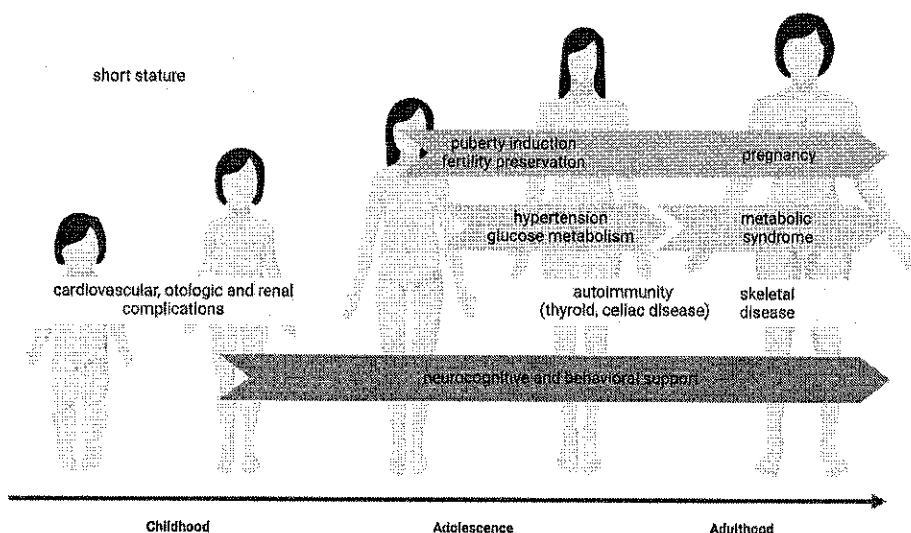 short stature
puberty induction
fertility preservation
pregnancy
hypertension
glucose metabolism
metabolic
syndrome
cardiovascular, otologic and renal
complications
autoimmunity
(thyroid, celiac disease)
skeletal
disease
neurocognitive and behavioral support
Childhood
Adolescence
Adulthood